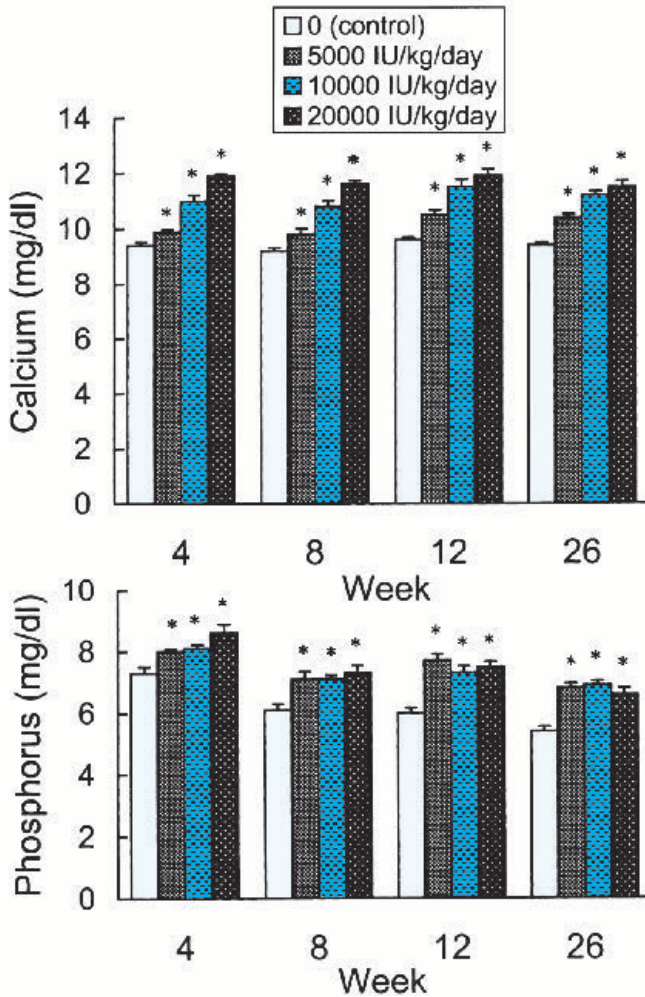 0 (control)
5000 IU/kg/day
10000 IU/kg/day
20000 IU/kg/day
Calcium (mg/dl)
14
12
10
8
6
4
2
0
* * *
* * *
* * *
* * *
4 8 12 26
Week
Phosphorus (mg/dl)
10
8
6
4
2
0
* * *
* * *
* * *
* * *
4 8 12 26
Week